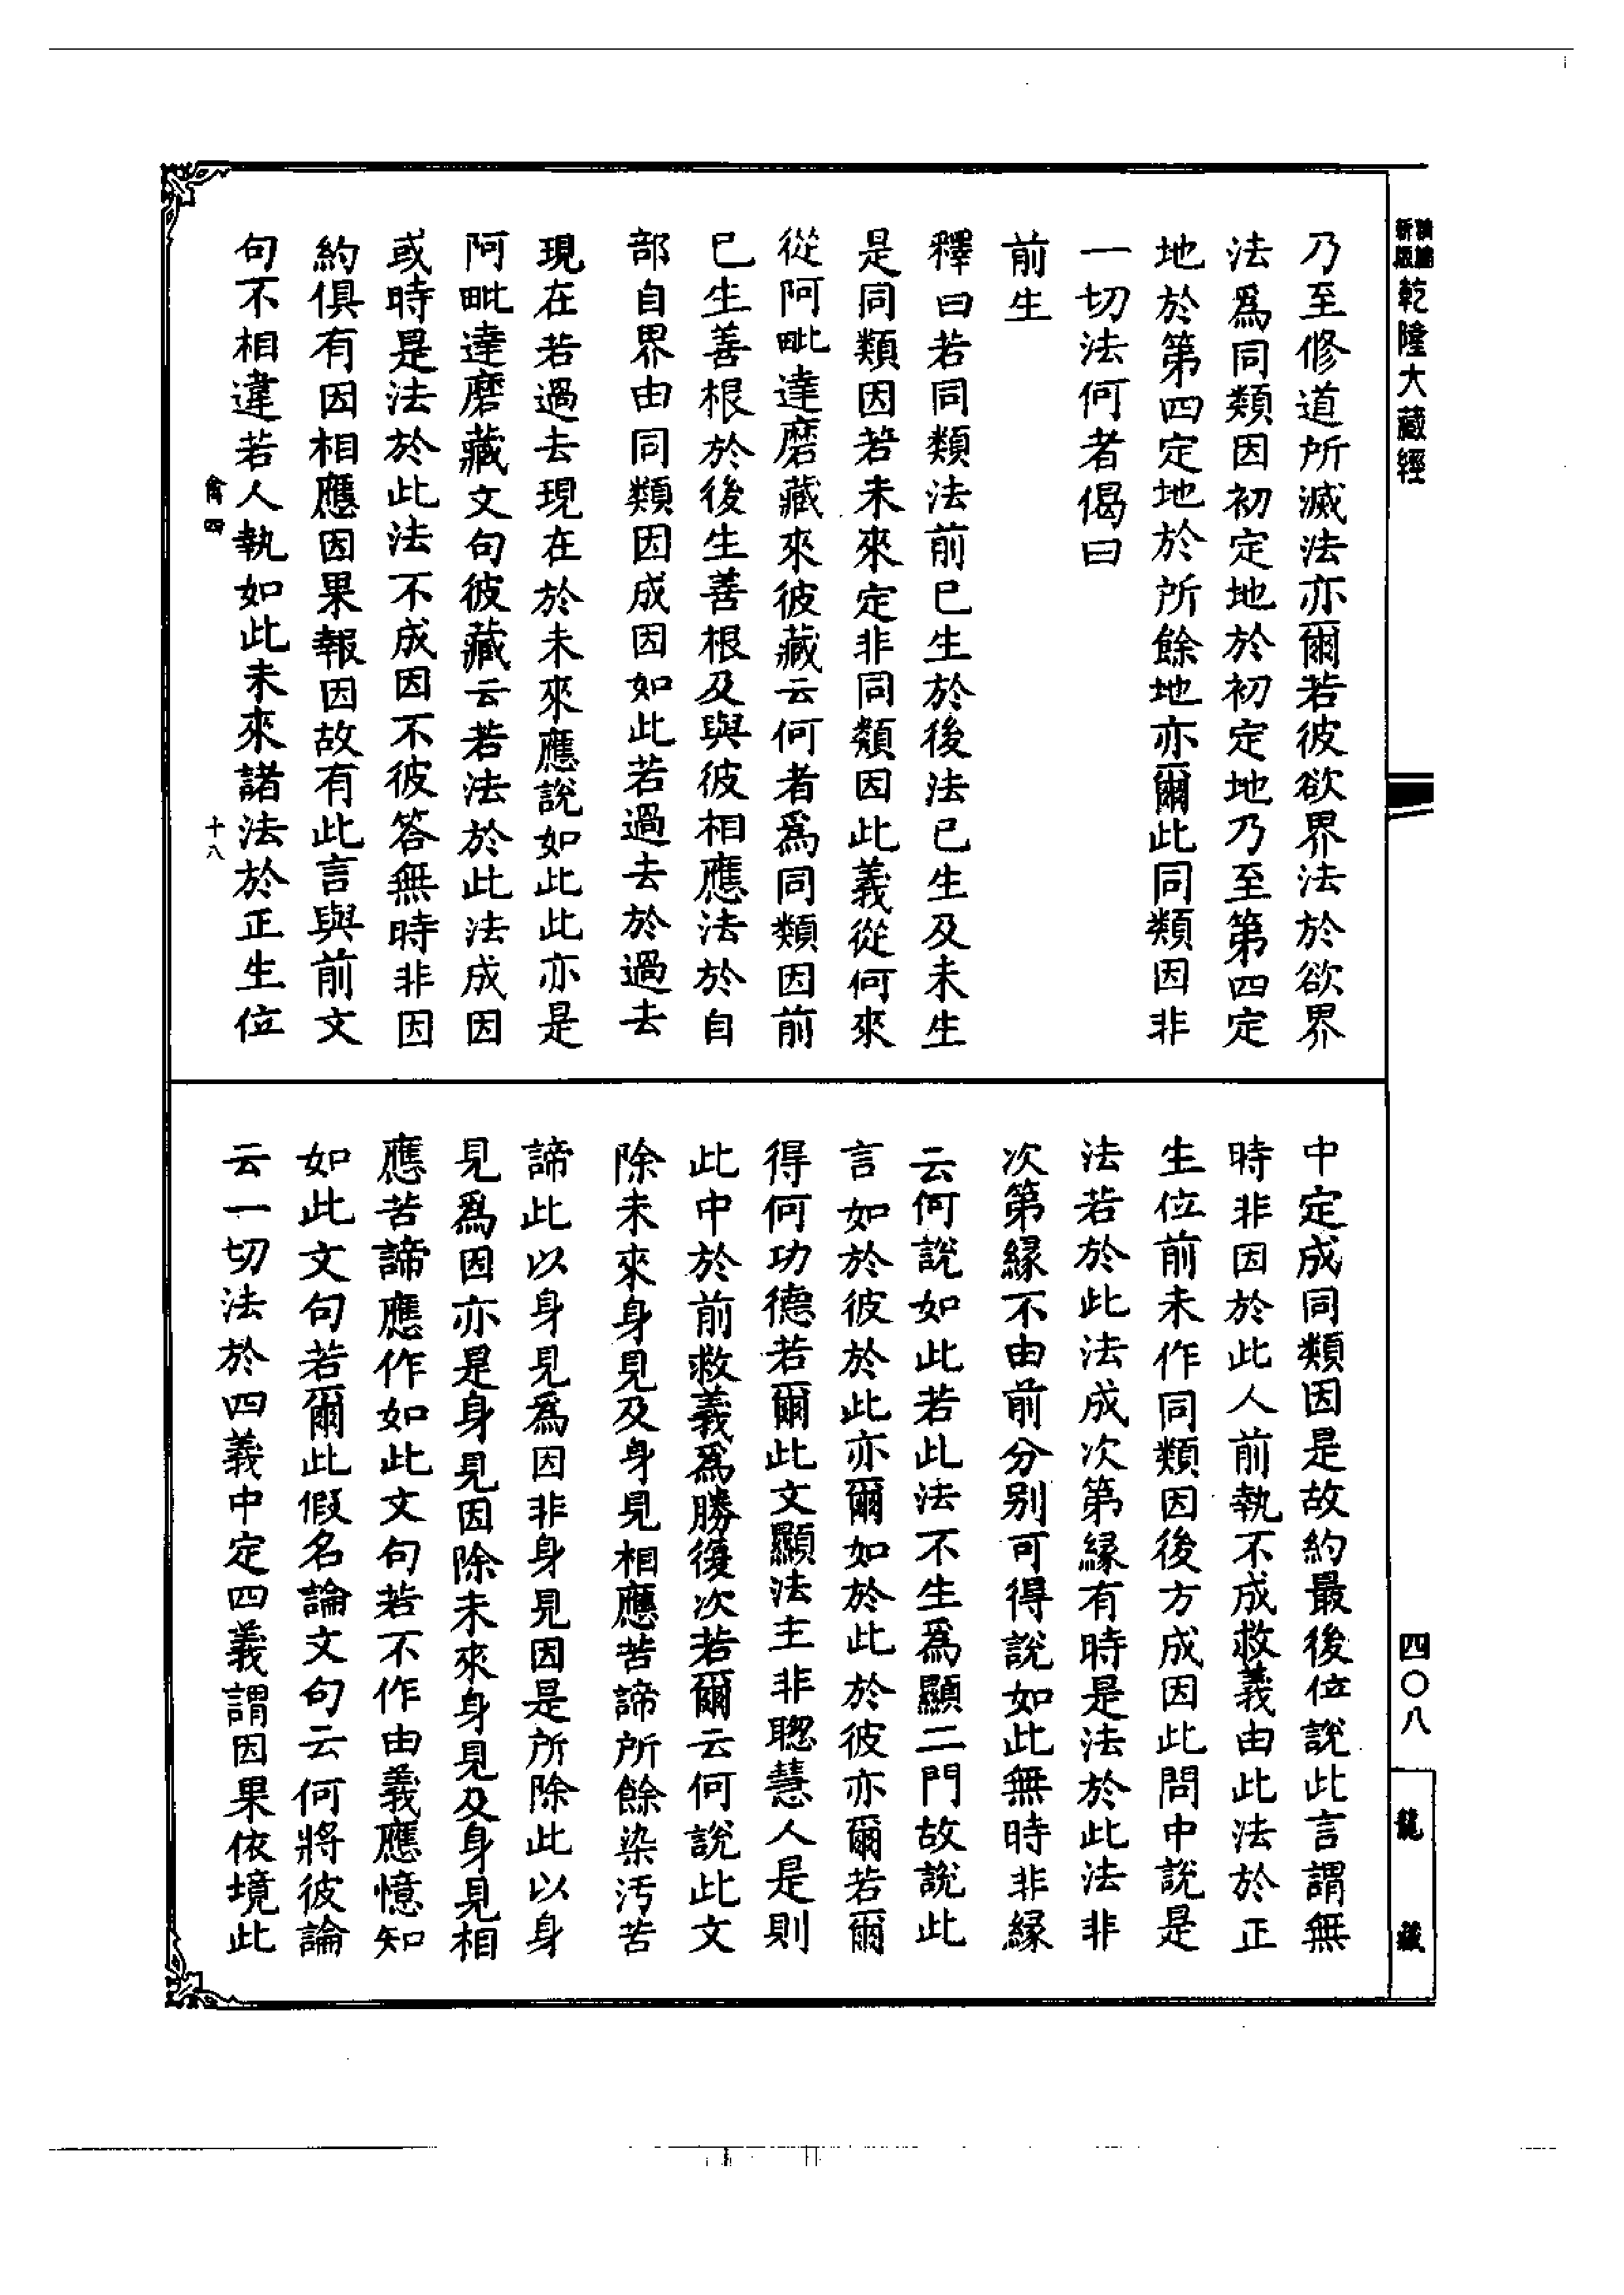 乾隆大藏經
乃至修道所滅法亦爾若彼欲界法於欲界
法爲同類因初定地於初定地乃至第四定
地於第四定地於所餘地亦爾此同類因非
一切法何者偈曰
前生
釋曰若同類法前已生於後法已生及未生
是同類因若未來定非同類因此義從何來
從阿毗達磨藏來彼藏云何者爲同類因前
已生善根於後生善根及與彼相應法於自
部自界由同類因成因如此若過去於過去
現在若過去現在於未來應說如此此亦是
阿毗達磨藏文句彼藏云若法於此法成因
或時是法於此法不成因不彼答無時非因
約俱有因相應因果報因故有此言與前文
句不相違若人執如此未來諸法於正生位
禽四
十八
中定成同類因是故約最後位說此言謂無
時非因於此人前執不成救義由此法於正
生位前未作同類因後方成因此問中說是
法若於此法成次第緣有時是法於此法非
次第緣不由前分别可得說如此無時非緣
云何說如此若此法不生爲顯二門故說此
言如於彼於此亦爾如於此於彼亦爾若爾
得何功德若爾此文顯法主非聰慧人是則
此中於前救義爲勝復次若爾云何說此文
除未來身見及身見相應苦諦所餘染汚苦
諦此以身見爲因非身見因是所除此以身
見爲因亦是身見因除未來身見及身見相
應苦諦應作如此文句若不作由義應憶知
如此文句若爾此假名論文句云何將彼論
云一切法於四義中定四義謂因果依境此
四〇八
龍藏